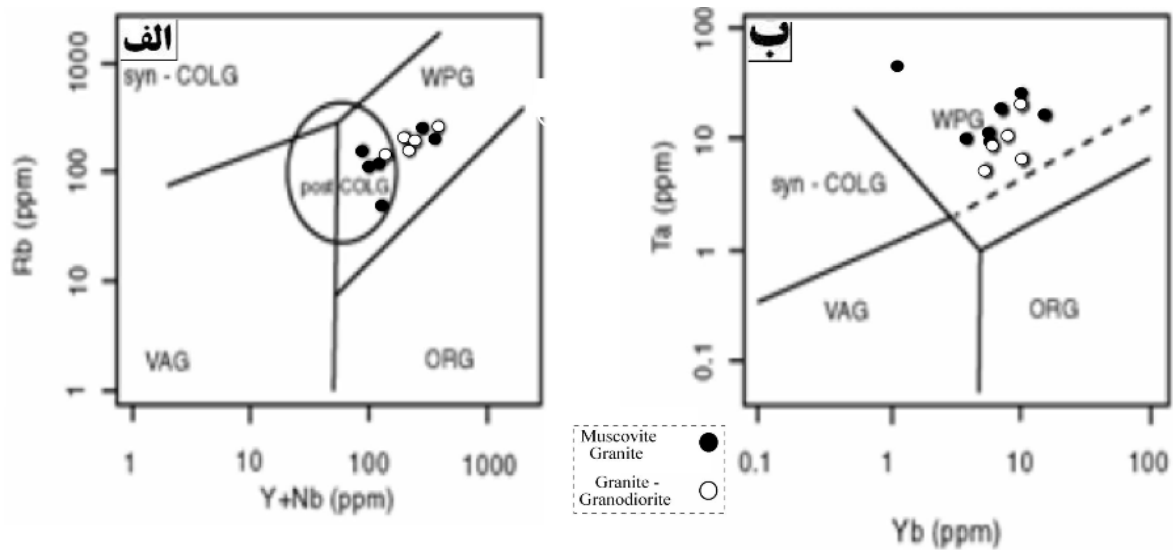 الف
syn - COLG
WPG
post COLG
VAG
ORG
1000
100
10
1
Rb (ppm)
1
10
100
1000
Y+Nb (ppm)
ب
WPG
syn - COLG
VAG
ORG
100
10
1
0.1
Ta (ppm)
0.1
1
10
100
Yb (ppm)
Muscovite
Granite
Granite -
Granodiorite